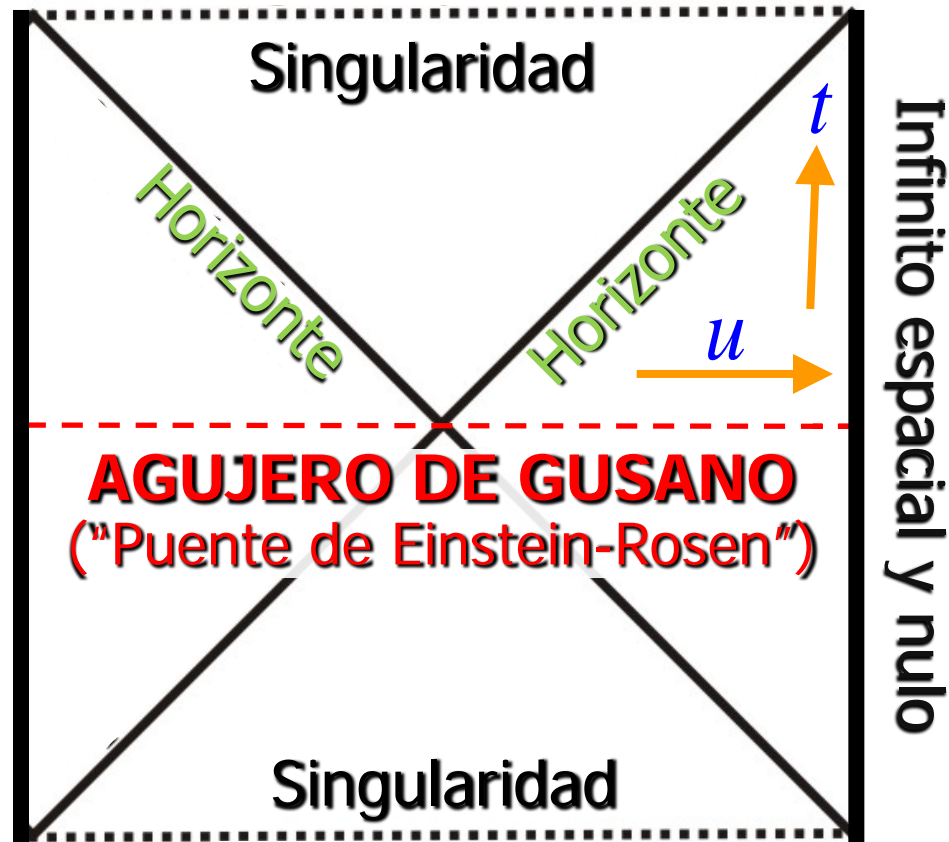 Singularidad
t
Horizonte
Horizonte
u
Infinito espacial y nulo
AGUJERO DE GUSANO
("Puente de Einstein-Rosen")
Singularidad